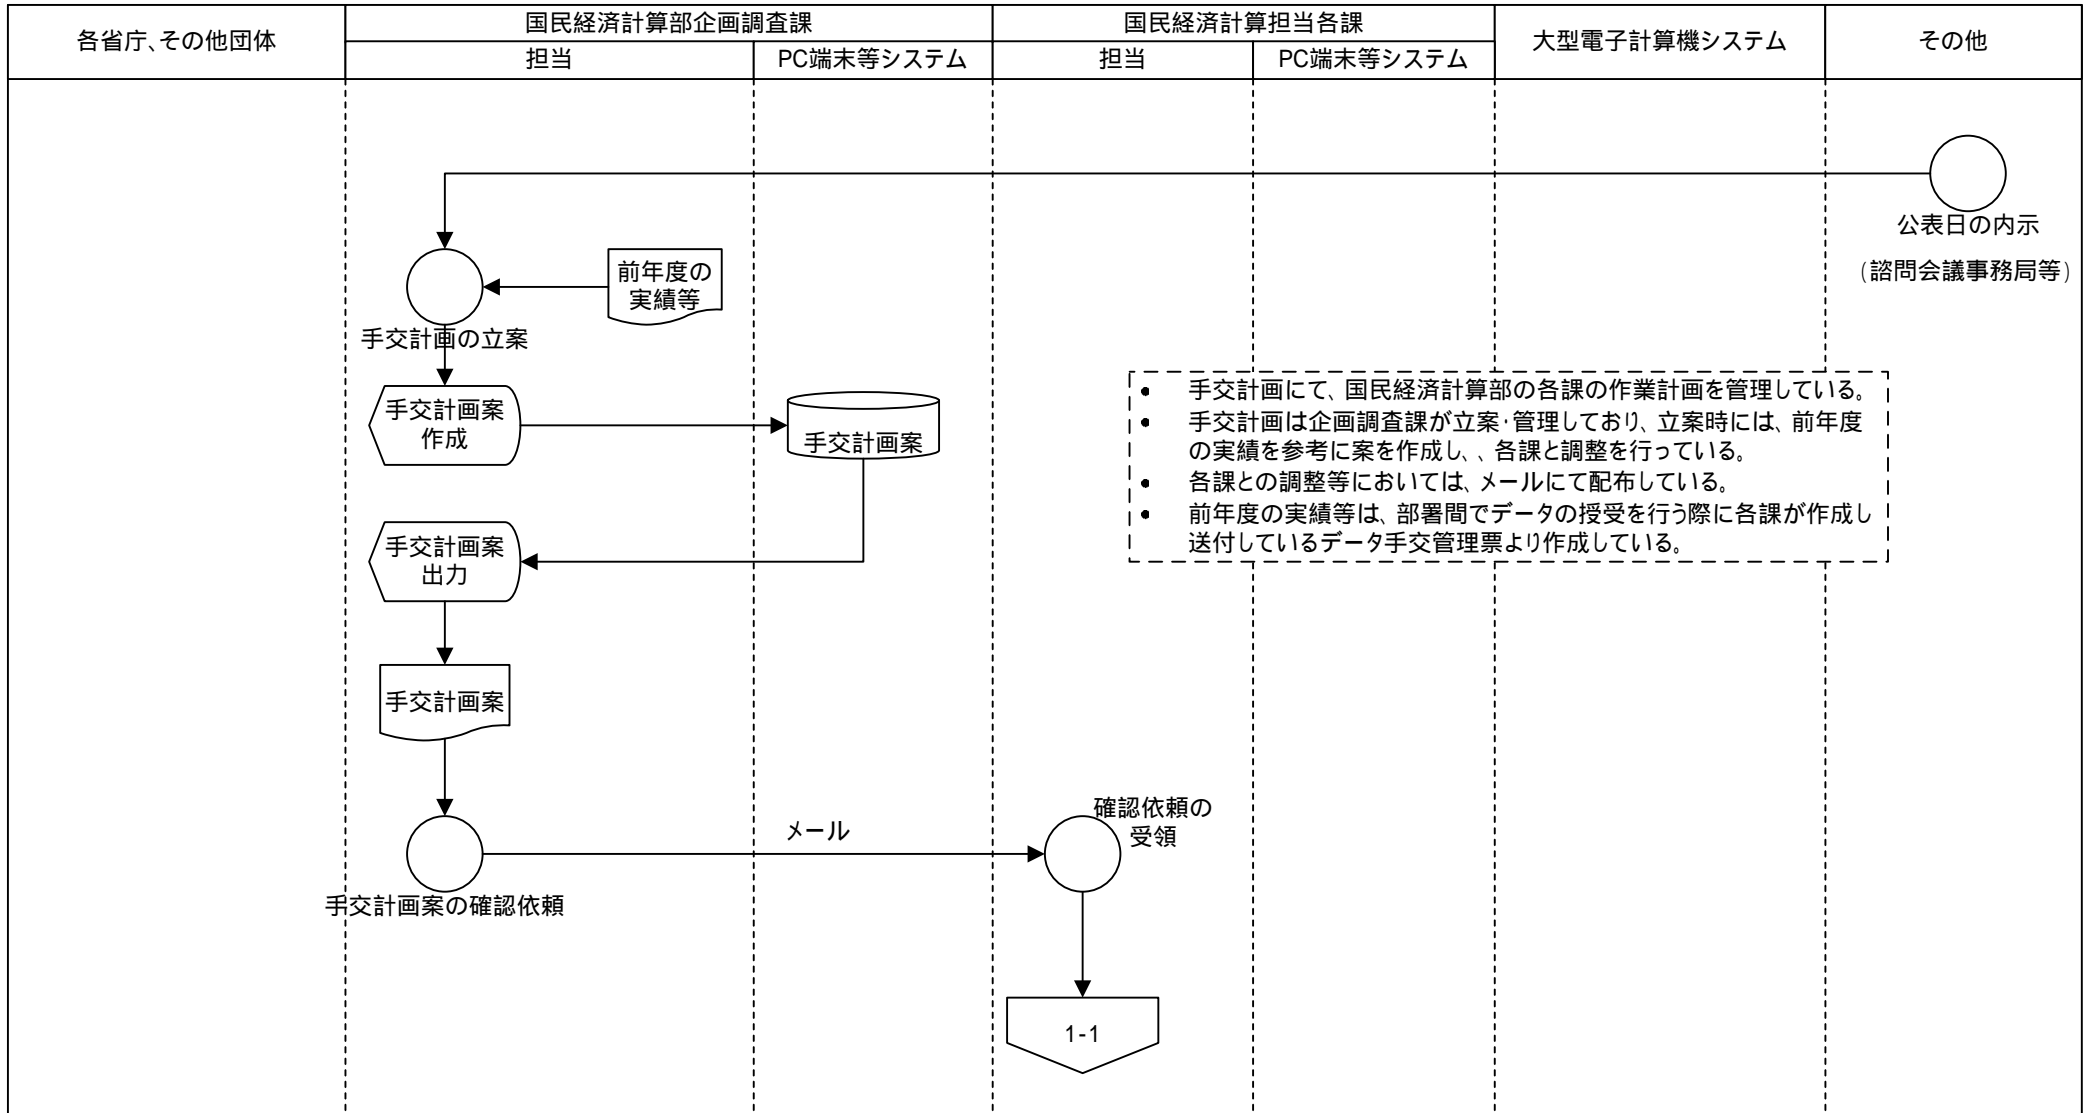 各省庁、その他団体
国民経済計算部企画調査課
国民経済計算担当各課
大型電子計算機システム
その他
担当
PC端末等システム
担当
PC端末等システム
公表日の内示
(諮問会議事務局等)
前年度の
実績等
手交計画の立案
手交計画案
作成
手交計画案
• 手交計画にて、国民経済計算部の各課の作業計画を管理している。
• 手交計画は企画調査課が立案・管理しており、立案時には、前年度
の実績を参考に案を作成し、、各課と調整を行っている。
• 各課との調整等においては、メールにて配布している。
• 前年度の実績等は、部署間でデータの授受を行う際に各課が作成し
送付しているデータ手交管理票より作成している。
手交計画案
出力
手交計画案
メール
確認依頼の
受領
手交計画案の確認依頼
1-1